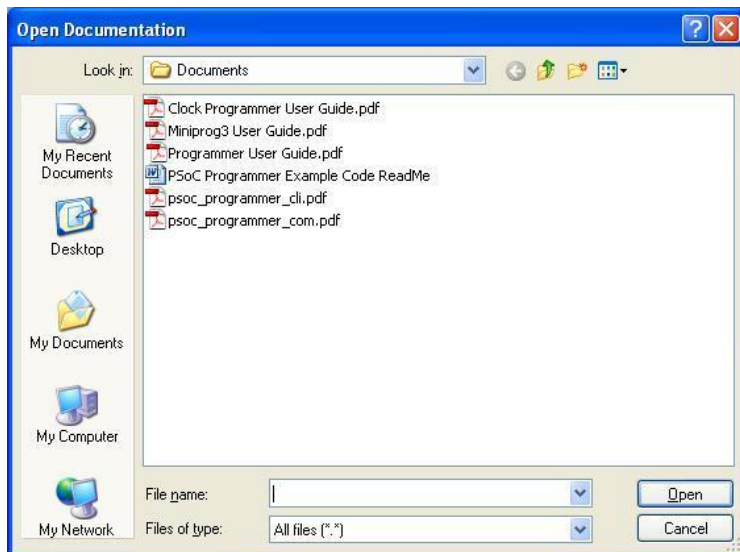 Open Documentation
Look in:
Documents
My Recent
Documents
Desktop
My Documents
My Computer
My Network
Clock Programmer User Guide.pdf
Miniprog3 User Guide.pdf
Programmer User Guide.pdf
PSoC Programmer Example Code ReadMe
psoc_programmer_cli.pdf
psoc_programmer_com.pdf
File name:
Open
Files of type:
All files (*.*)
Cancel